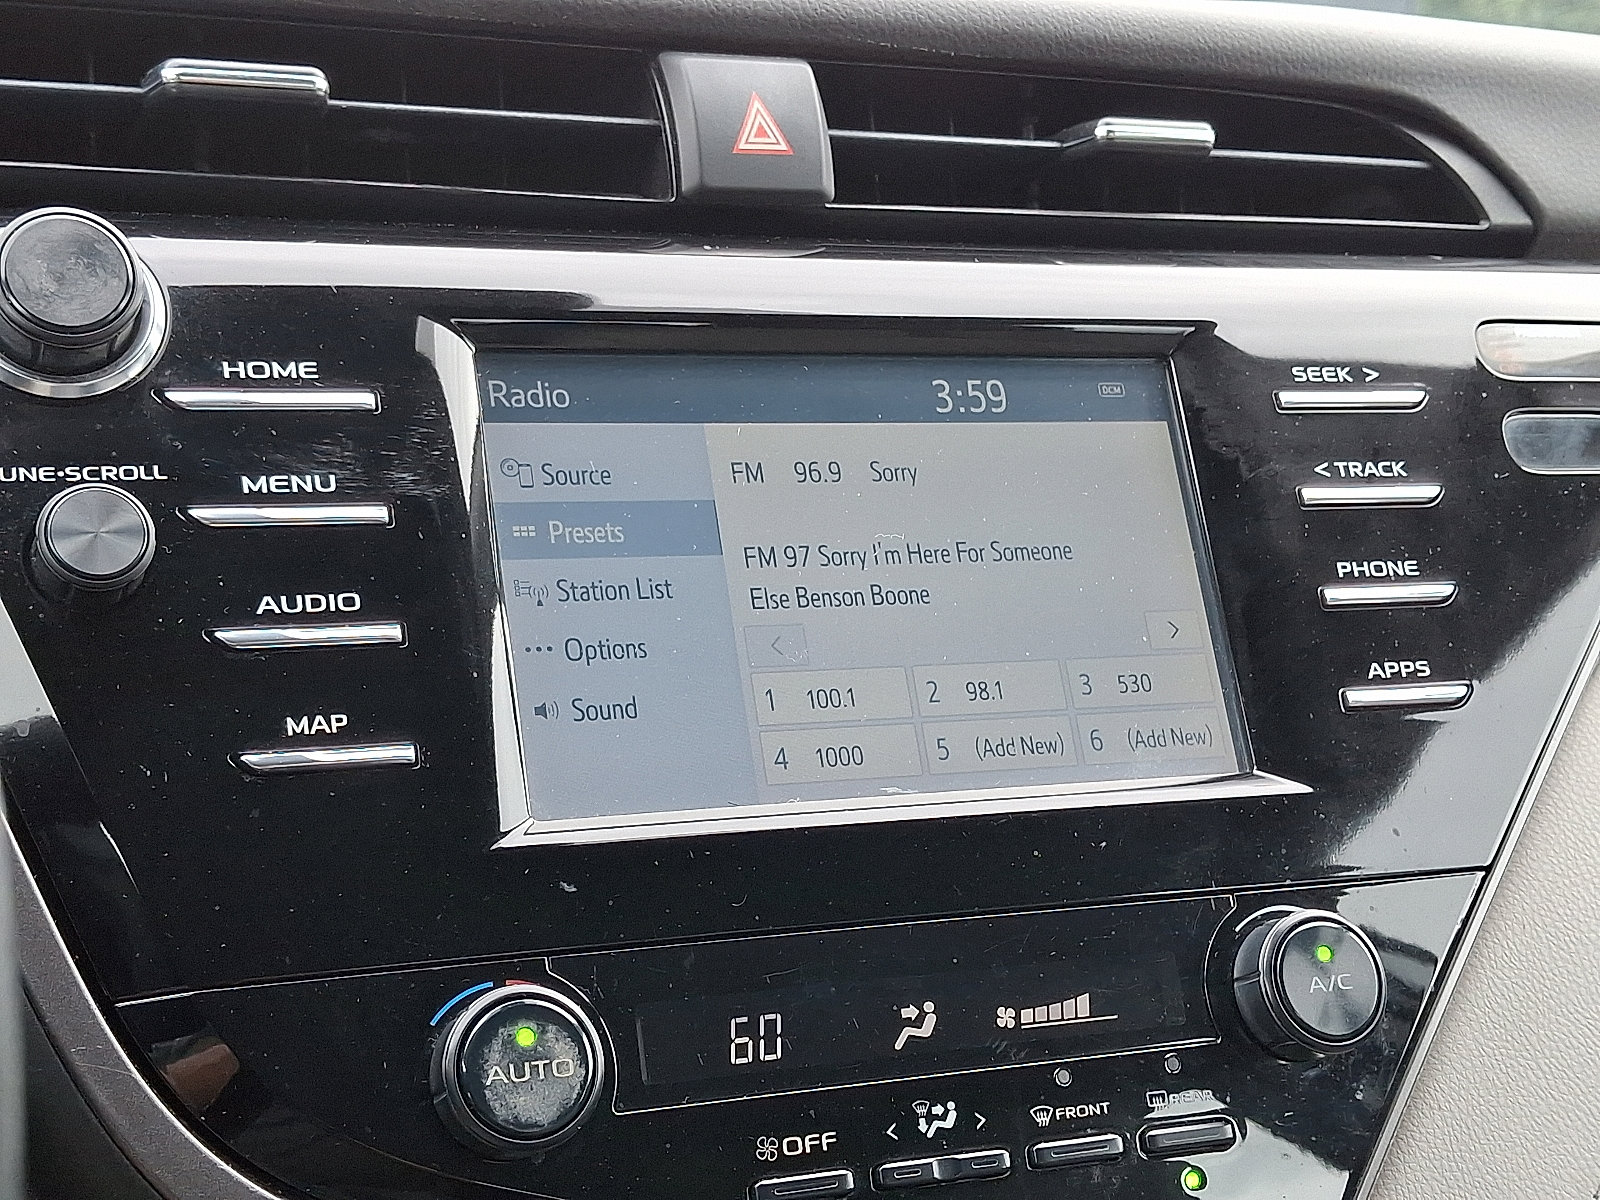 HOME
UNE•SCROLL
MENU
AUDIO
MAP
Radio
3:59
DCM
Source
Presets
Station List
Options
Sound
FM 96.9 Sorry
FM 97 Sorry I'm Here For Someone
Else Benson Boone
<
>
1 100.1
2 98.1
3 530
4 1000
5 (Add New)
6 (Add New)
SEEK >
< TRACK
PHONE
APPS
AUTO
60
A/C
OFF
< >
FRONT
REAR